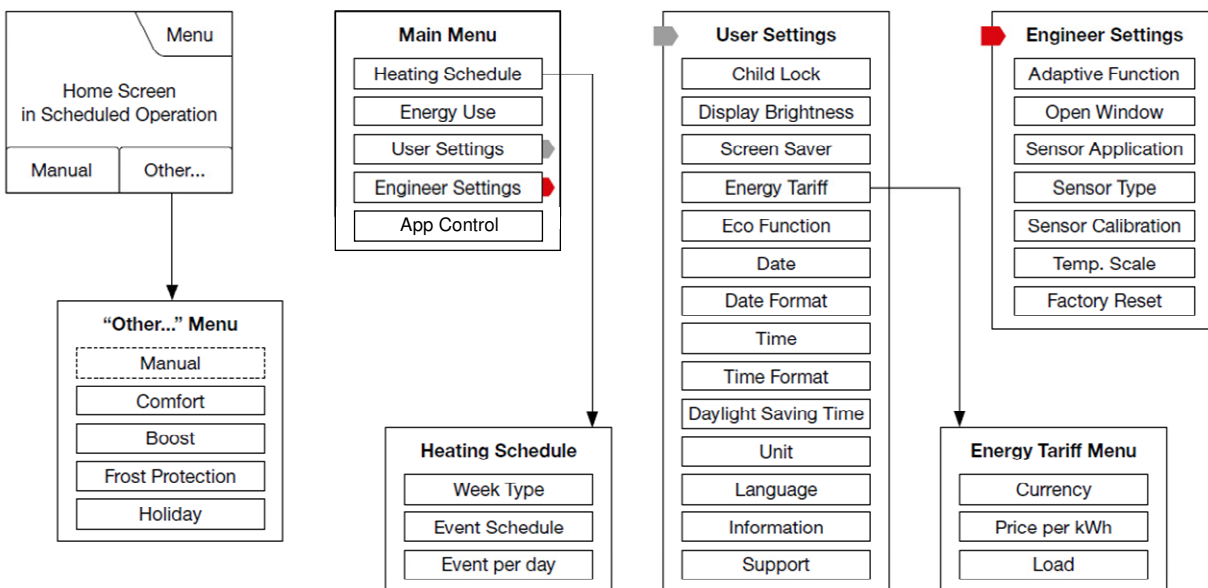 Menu
Home Screen
in Scheduled Operation
Manual
Other...
“Other...” Menu
Manual
Comfort
Boost
Frost Protection
Holiday
Main Menu
Heating Schedule
Energy Use
User Settings
Engineer Settings
App Control
Heating Schedule
Week Type
Event Schedule
Event per day
User Settings
Child Lock
Display Brightness
Screen Saver
Energy Tariff
Eco Function
Date
Date Format
Time
Time Format
Daylight Saving Time
Unit
Language
Information
Support
Engineer Settings
Adaptive Function
Open Window
Sensor Application
Sensor Type
Sensor Calibration
Temp. Scale
Factory Reset
Energy Tariff Menu
Currency
Price per kWh
Load